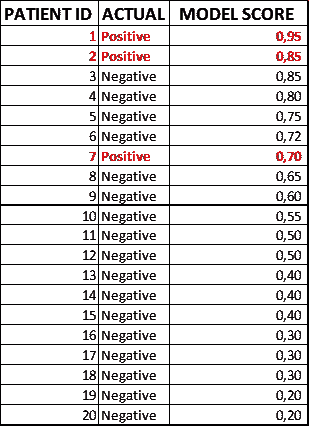 PATIENT ID ACTUAL MODEL SCORE
1 Positive 0,95
2 Positive 0,85
3 Negative 0,85
4 Negative 0,80
5 Negative 0,75
6 Negative 0,72
7 Positive 0,70
8 Negative 0,65
9 Negative 0,60
10 Negative 0,55
11 Negative 0,50
12 Negative 0,50
13 Negative 0,40
14 Negative 0,40
15 Negative 0,40
16 Negative 0,30
17 Negative 0,30
18 Negative 0,30
19 Negative 0,20
20 Negative 0,20